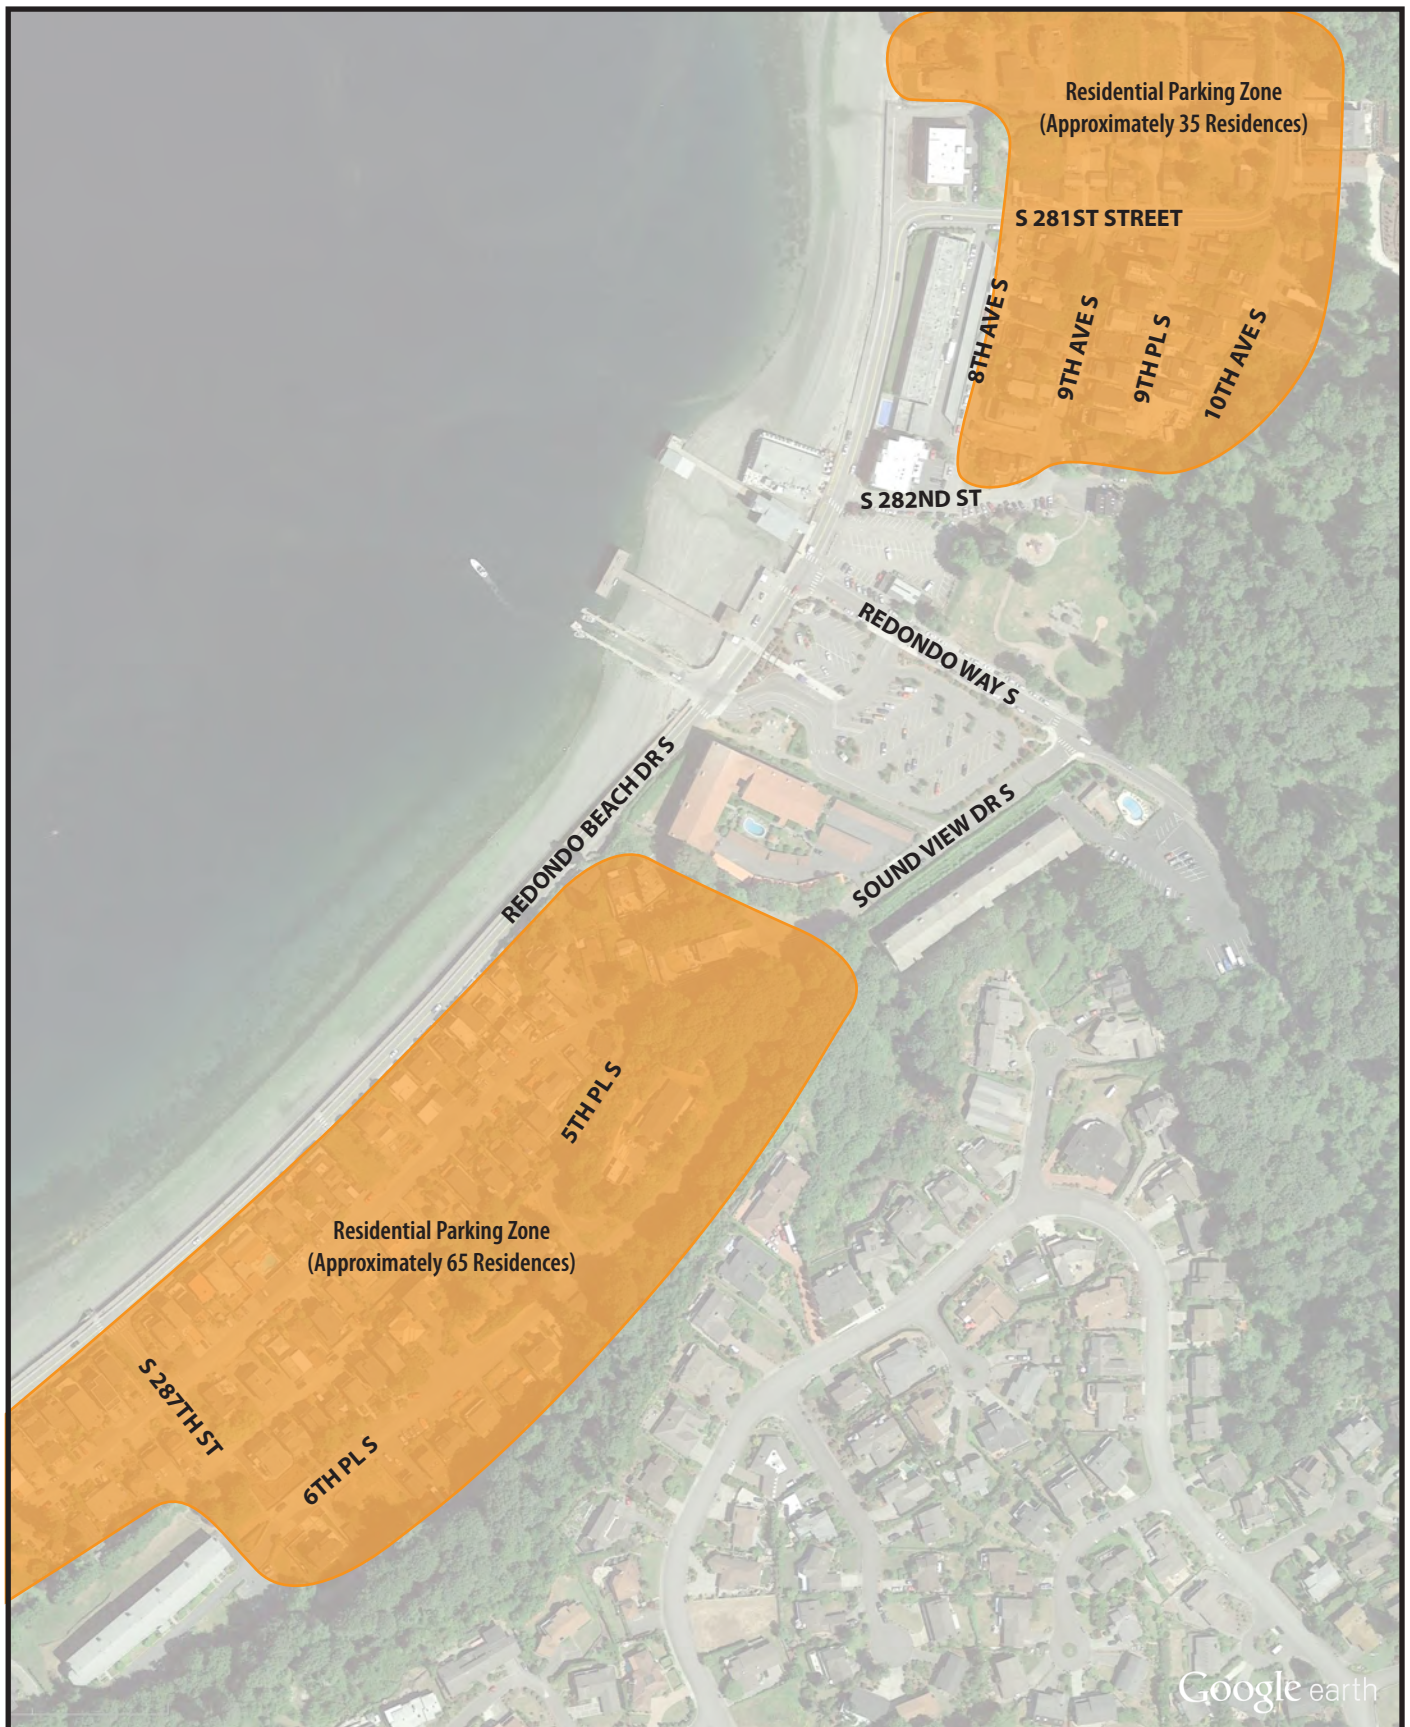 Residential Parking Zone
(Approximately 35 Residences)
S 281ST STREET
8TH AVE S
9TH AVE S
9TH PL S
10TH AVE S
S 282ND ST
REDONDO WAY S
REDONDO BEACH DR S
SOUND VIEW DR S
5TH PL S
Residential Parking Zone
(Approximately 65 Residences)
S 287TH ST
6TH PL S
Google earth